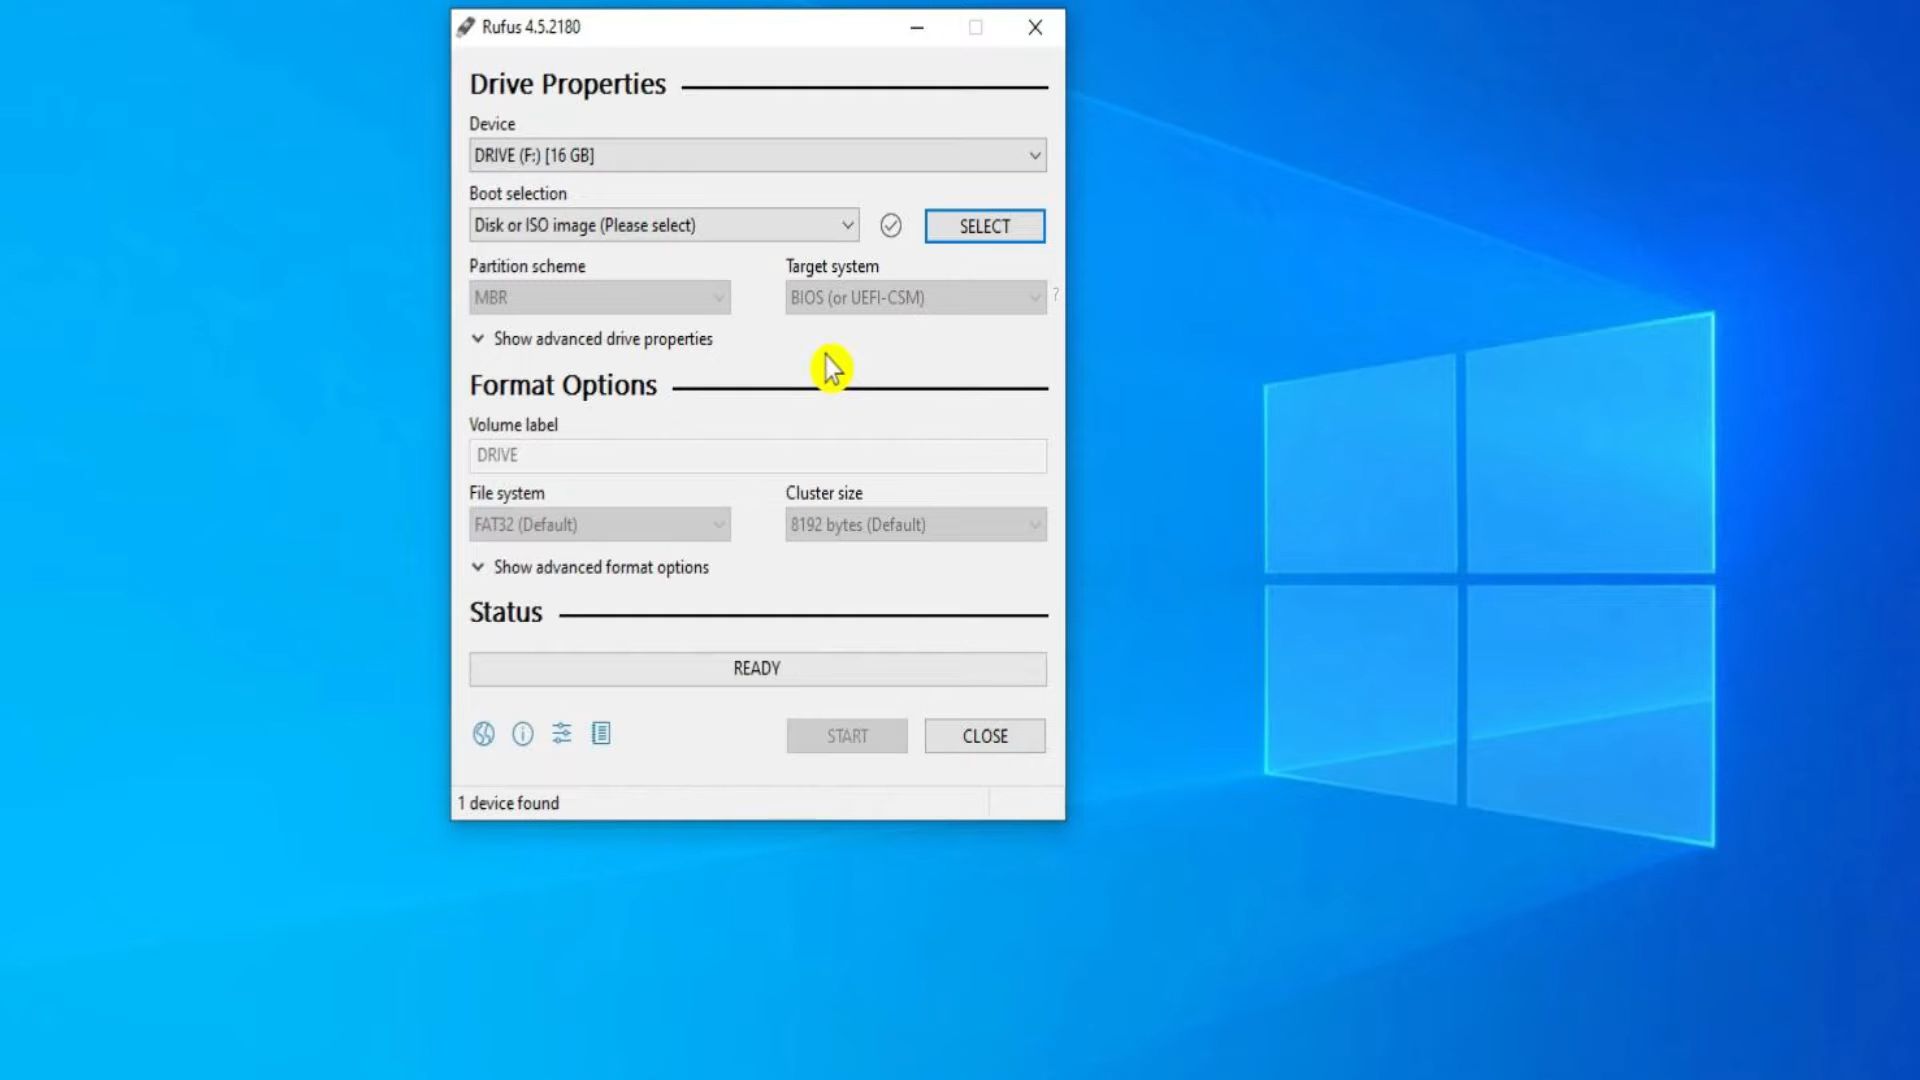 Rufus 4.5.2180
Drive Properties
Device
DRIVE (F:) [16 GB]
Boot selection
Disk or ISO image (Please select)
SELECT
Partition scheme
Target system
MBR
BIOS (or UEFI-CSM)
?
Show advanced drive properties
Format Options
Volume label
DRIVE
File system
Cluster size
FAT32 (Default)
8192 bytes (Default)
Show advanced format options
Status
READY
START
CLOSE
1 device found